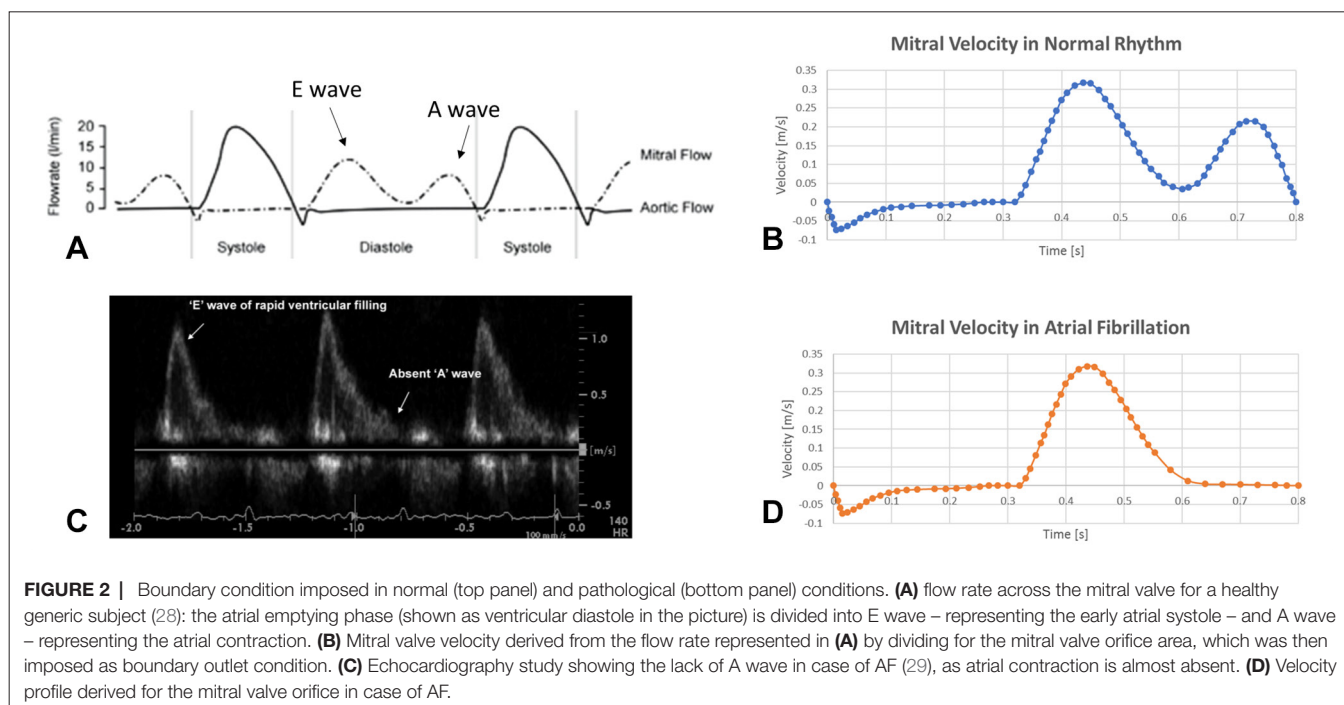 E wave
A wave
Flowrate (l/min)
20
15
10
5
0
Mitral Flow
Aortic Flow
Systole
Diastole
Systole
A
Mitral Velocity in Normal Rhythm
Velocity [m/s]
0.35
0.3
0.25
0.2
0.15
0.1
0.05
0
-0.05
-0.1
0
0.1
0.2
0.3
0.4
0.5
0.6
0.7
0.8
Time [s]
B
'E' wave of rapid ventricular filling
Absent 'A' wave
1.0
0.5
[m/s]
-0.5
-2.0
-1.5
-1.0
-0.5
0.0
100 mm/s
140
HR
C
Mitral Velocity in Atrial Fibrillation
Velocity [m/s]
0.35
0.3
0.25
0.2
0.15
0.1
0.05
0
-0.05
-0.1
0
0.1
0.2
0.3
0.4
0.5
0.6
0.7
0.8
Time [s]
D
FIGURE 2 | Boundary condition imposed in normal (top panel) and pathological (bottom panel) conditions. (A) flow rate across the mitral valve for a healthy
generic subject (28): the atrial emptying phase (shown as ventricular diastole in the picture) is divided into E wave – representing the early atrial systole – and A wave
– representing the atrial contraction. (B) Mitral valve velocity derived from the flow rate represented in (A) by dividing for the mitral valve orifice area, which was then
imposed as boundary outlet condition. (C) Echocardiography study showing the lack of A wave in case of AF (29), as atrial contraction is almost absent. (D) Velocity
profile derived for the mitral valve orifice in case of AF.